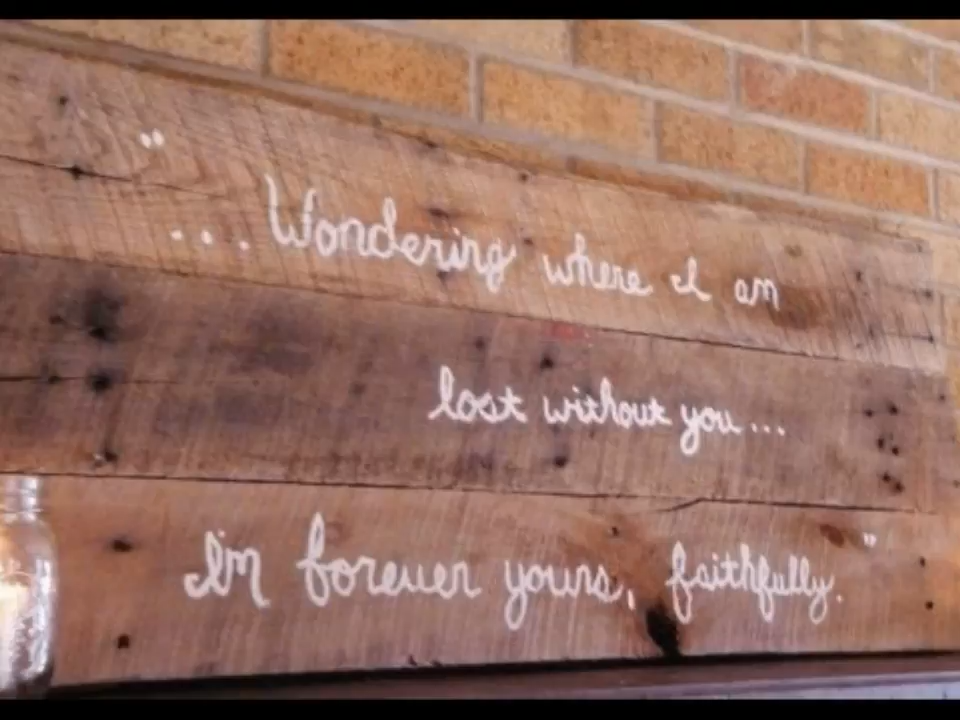 "
...Wondering where I am
lost without you...
I'm forever yours, faithfully."